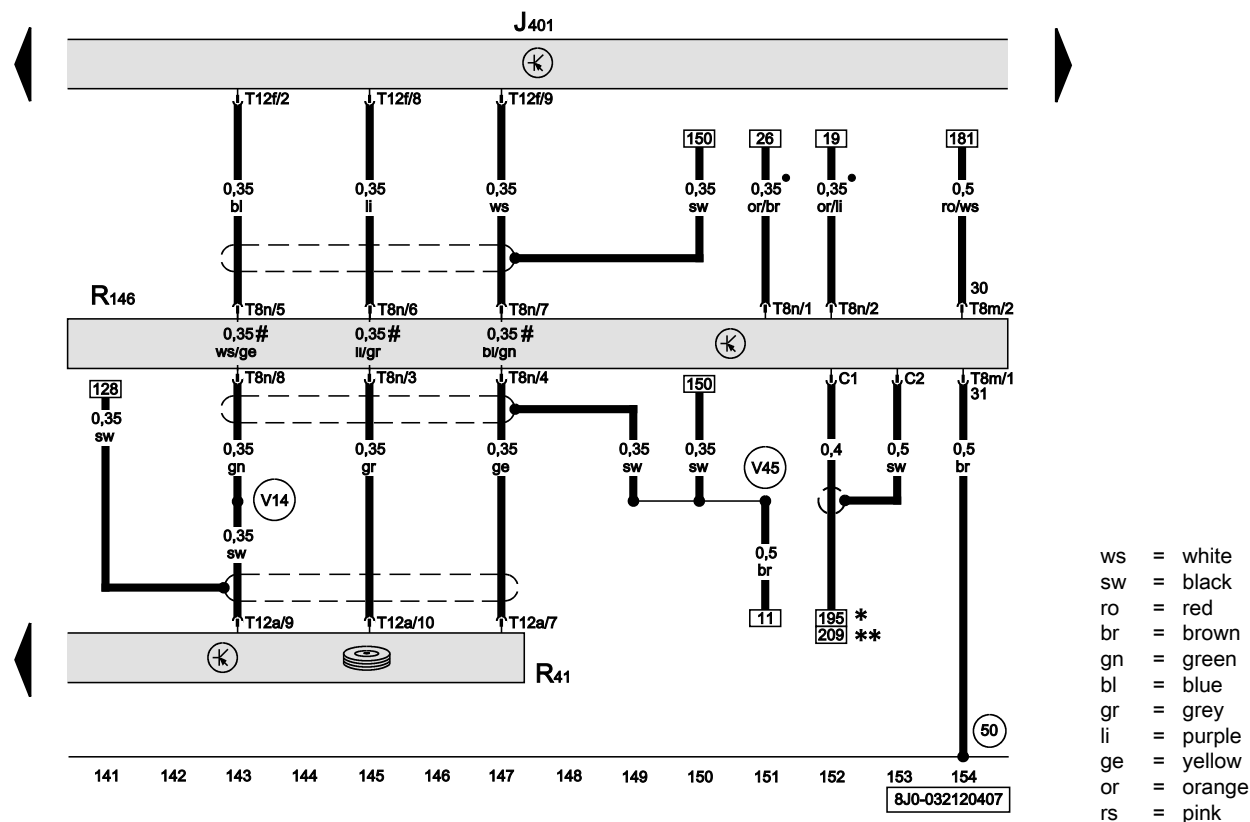 J401
T12f/2 T12f/8 T12f/9
150 26 19 181
0,35 0,35 0,35 0,35 0,35 0,35 0,5
bl li ws sw or/br or/li ro/ws
R146
30
T8n/5 T8n/6 T8n/7 T8n/1 T8n/2 T8m/2
0,35# 0,35# 0,35#
ws/ge li/gr bl/gn
T8n/8 T8n/3 T8n/4 C1 C2 T8m/1
128 150 31
0,35
sw
0,35 0,35 0,35 0,35 0,35 0,4 0,5 0,5
gn gr ge sw sw sw br
V14 V45
0,35
sw
0,5
br
T12a/9 T12a/10 T12a/7 11 195 *
209 **
R41
50
141 142 143 144 145 146 147 148 149 150 151 152 153 154
8J0-032120407
ws = white
sw = black
ro = red
br = brown
gn = green
bl = blue
gr = grey
li = purple
ge = yellow
or = orange
rs = pink